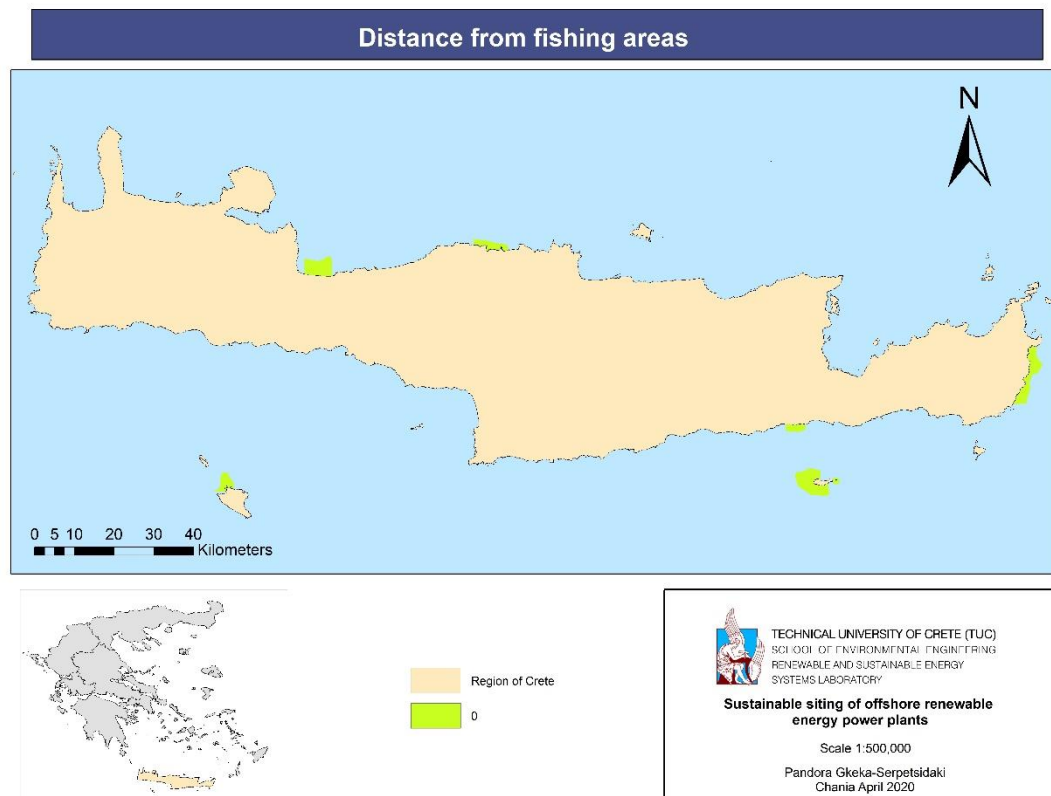 Distance from fishing areas
N
0 5 10 20 30 40
Kilometers
Region of Crete
0
TECHNICAL UNIVERSITY OF CRETE (TUC)
SCHOOL OF ENVIRONMENTAL ENGINEERING
RENEWABLE AND SUSTAINABLE ENERGY
SYSTEMS LABORATORY
Sustainable siting of offshore renewable
energy power plants
Scale 1:500,000
Pandora Gkeka-Serpetsidaki
Chania April 2020